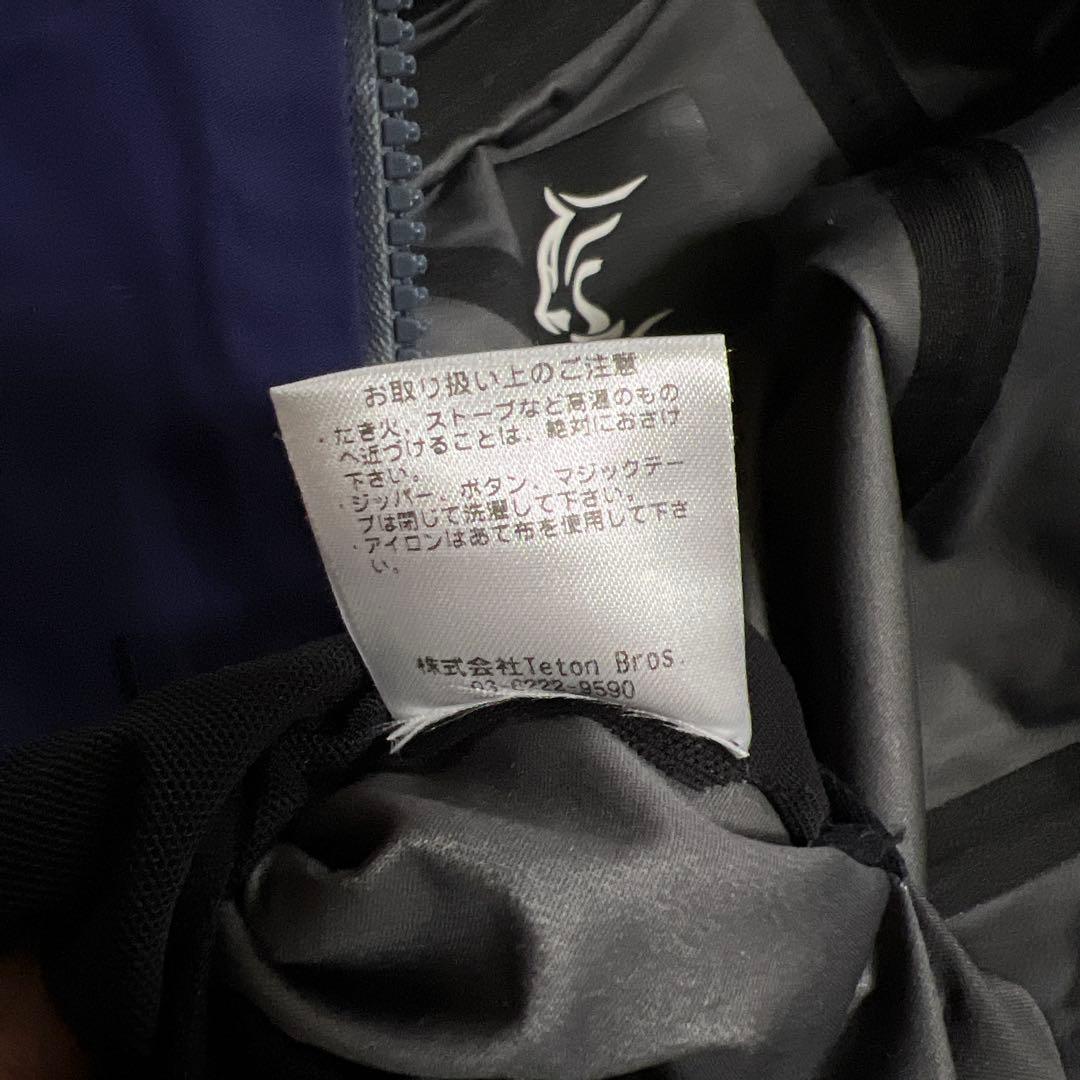 お取り扱い上のご注意
・たき火、ストーブなど高温のもの
へ近づけることは、絶対におさけ
下さい。
・ジッパー、ボタン、マジックテー
プは閉じて洗濯して下さい。
・アイロンはあて布を使用して下さ
い。
株式会社Teton Bros.
03-6222-9590